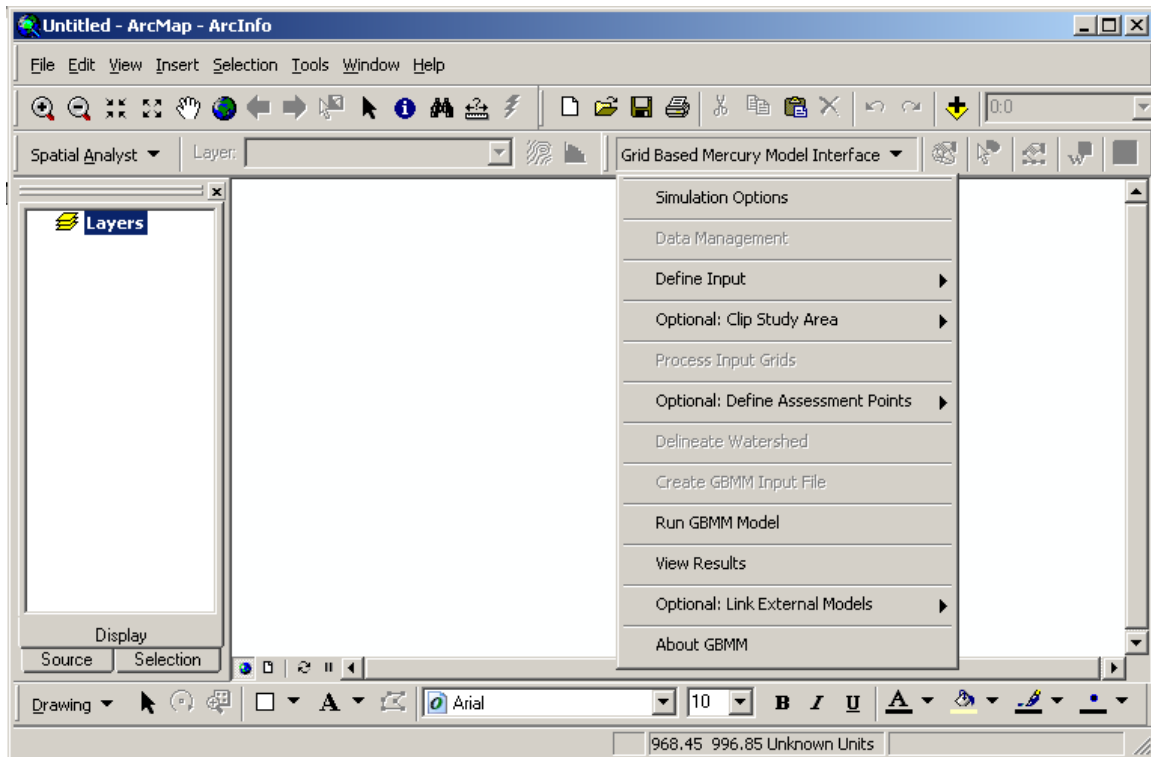 Untitled - ArcMap - ArcInfo
File Edit View Insert Selection Tools Window Help
0:0
Spatial Analyst Layer: Grid Based Mercury Model Interface
Layers
Simulation Options
Data Management
Define Input
Optional: Clip Study Area
Process Input Grids
Optional: Define Assessment Points
Delineate Watershed
Create GBMM Input File
Run GBMM Model
View Results
Optional: Link External Models
About GBMM
Display
Source Selection
Drawing A Arial 10 B I U A
968.45 996.85 Unknown Units